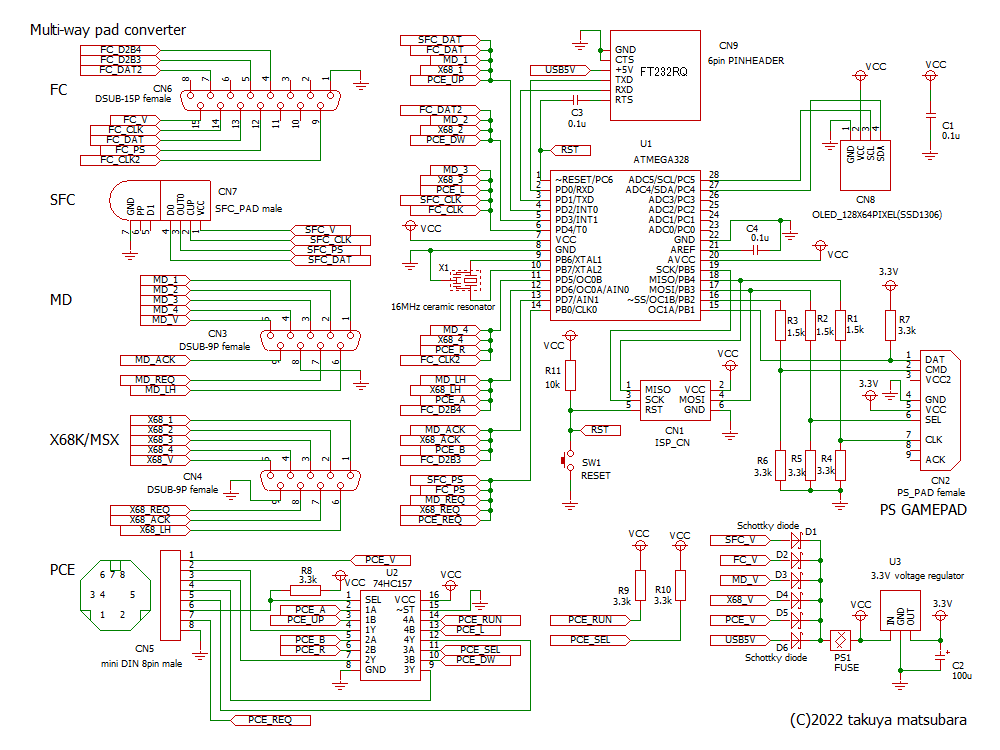 Multi-way pad converter
FC
FC_D2B4
FC_D2B3
FC_DAT2
CN6
DSUB-15P female
8 7 6 5 4 3 2 1
15 14 13 12 11 10 9
FC_V
FC_CLK
FC_DAT
FC_PS
FC_CLK2
SFC
CN7
SFC_PAD male
GND PP D1 D0 OUT0 CUP VCC
7 6 5 4 3 2 1
SFC_V
SFC_CLK
SFC_PS
SFC_DAT
MD
MD_1
MD_2
MD_3
MD_4
MD_V
CN3
DSUB-9P female
5 4 3 2 1
9 8 7 6
MD_ACK
MD_REQ
MD_LH
X68K/MSX
X68_1
X68_2
X68_3
X68_4
X68_V
CN4
DSUB-9P female
5 4 3 2 1
9 8 7 6
X68_REQ
X68_ACK
X68_LH
PCE
6 7 8
3 4 5
1 2
CN5
mini DIN 8pin male
1
2
3
4
5
6
7
8
PCE_V
R8
3.3k
VCC
PCE_A
PCE_UP
PCE_B
PCE_R
PCE_REQ
U2
74HC157
1 SEL VCC 16
2 1A ~ST 15
3 1B 4A 14
4 1Y 4B 13
5 2A 4Y 12
6 2B 3A 11
7 2Y 3B 10
8 GND 3Y 9
VCC
PCE_RUN
PCE_L
PCE_SEL
PCE_DW
SFC_DAT
FC_DAT
MD_1
X68_1
PCE_UP
FC_DAT2
MD_2
X68_2
PCE_DW
MD_3
X68_3
PCE_L
SFC_CLK
FC_CLK
VCC
X1
16MHz ceramic resonator
MD_4
X68_4
PCE_R
FC_CLK2
MD_LH
X68_LH
PCE_A
FC_D2B4
MD_ACK
X68_ACK
PCE_B
FC_D2B3
SFC_PS
FC_PS
MD_REQ
X68_REQ
PCE_REQ
CN9
6pin PINHEADER
FT232RQ
GND
CTS
+5V
TXD
RXD
RTS
USB5V
C3
0.1u
RST
U1
ATMEGA328
1 ~RESET/PC6 ADC5/SCL/PC5 28
2 PD0/RXD ADC4/SDA/PC4 27
3 PD1/TXD ADC3/PC3 26
4 PD2/INT0 ADC2/PC2 25
5 PD3/INT1 ADC1/PC1 24
6 PD4/T0 ADC0/PC0 23
7 VCC GND 22
8 GND AREF 21
9 PB6/XTAL1 AVCC 20
10 PB7/XTAL2 SCK/PB5 19
11 PD5/OC0B MISO/PB4 18
12 PD6/OC0A/AIN0 MOSI/PB3 17
13 PD7/AIN1 ~SS/OC1B/PB2 16
14 PB0/CLK0 OC1A/PB1 15
C4
0.1u
VCC
VCC
VCC
C1
0.1u
1 2 3 4
GND VCC SCL SDA
CN8
OLED_128X64PIXEL(SSD1306)
VCC
R11
10k
RST
SW1
RESET
1 MISO VCC 2
3 SCK MOSI 4
5 RST GND 6
VCC
CN1
ISP_CN
R3
1.5k
R2
1.5k
R1
1.5k
3.3V
R7
3.3k
R6
3.3k
R5
3.3k
R4
3.3k
3.3V
1 DAT
2 CMD
3 VCC2
4 GND
5 VCC
6 SEL
7 CLK
8
9 ACK
CN2
PS_PAD female
PS GAMEPAD
VCC
VCC
R9
3.3k
R10
3.3k
PCE_RUN
PCE_SEL
Schottky diode
SFC_V D1
FC_V D2
MD_V D3
X68_V D4
PCE_V D5
USB5V D6
Schottky diode
PS1
FUSE
VCC
U3
3.3V voltage regulator
IN GND OUT
3.3V
+
C2
100u
(C)2022 takuya matsubara